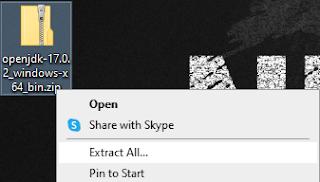 openjdk-17.0.
2_windows-x
64_bin.zip
Open
Share with Skype
Extract All...
Pin to Start